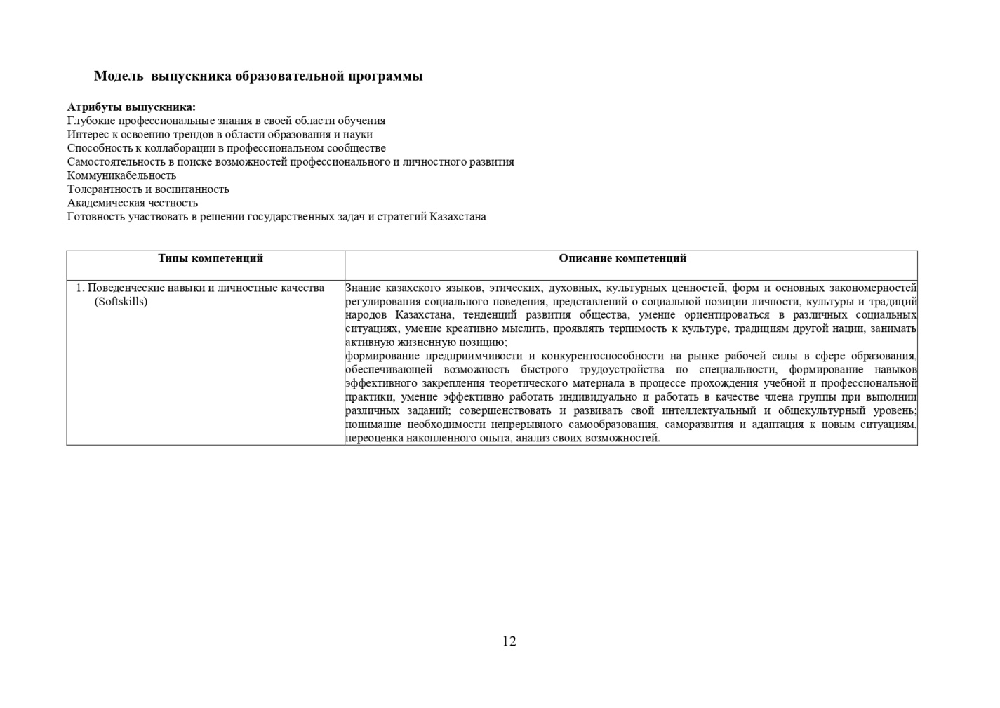 Модель  выпускника образовательной программы
Атрибуты выпускника:
Глубокие профессиональные знания в своей области обучения
Интерес к освоению трендов в области образования и науки
Способность к коллаборации в профессиональном сообществе
Самостоятельность в поиске возможностей профессионального и личностного развития
Коммуникабельность
Толерантность и воспитанность
Академическая честность
Готовность участвовать в решении государственных задач и стратегий Казахстана
Типы компетенций
Описание компетенций
1. Поведенческие навыки и личностные качества
(Softskills)
Знание казахского языков, этических, духовных, культурных ценностей, форм и основных закономерностей
регулирования социального поведения, представлений о социальной позиции личности, культуры и традиций
народов Казахстана, тенденций развития общества, умение ориентироваться в различных социальных
ситуациях, умение креативно мыслить, проявлять терпимость к культуре, традициям другой нации, занимать
активную жизненную позицию;
формирование предприимчивости и конкурентоспособности на рынке рабочей силы в сфере образования,
обеспечивающей возможность быстрого трудоустройства по специальности, формирование навыков
эффективного закрепления теоретического материала в процессе прохождения учебной и профессиональной
практики, умение эффективно работать индивидуально и работать в качестве члена группы при выполнии
различных заданий; совершенствовать и развивать свой интеллектуальный и общекультурный уровень;
понимание необходимости непрерывного самообразования, саморазвития и адаптация к новым ситуациям,
переоценка накопленного опыта, анализ своих возможностей.
12